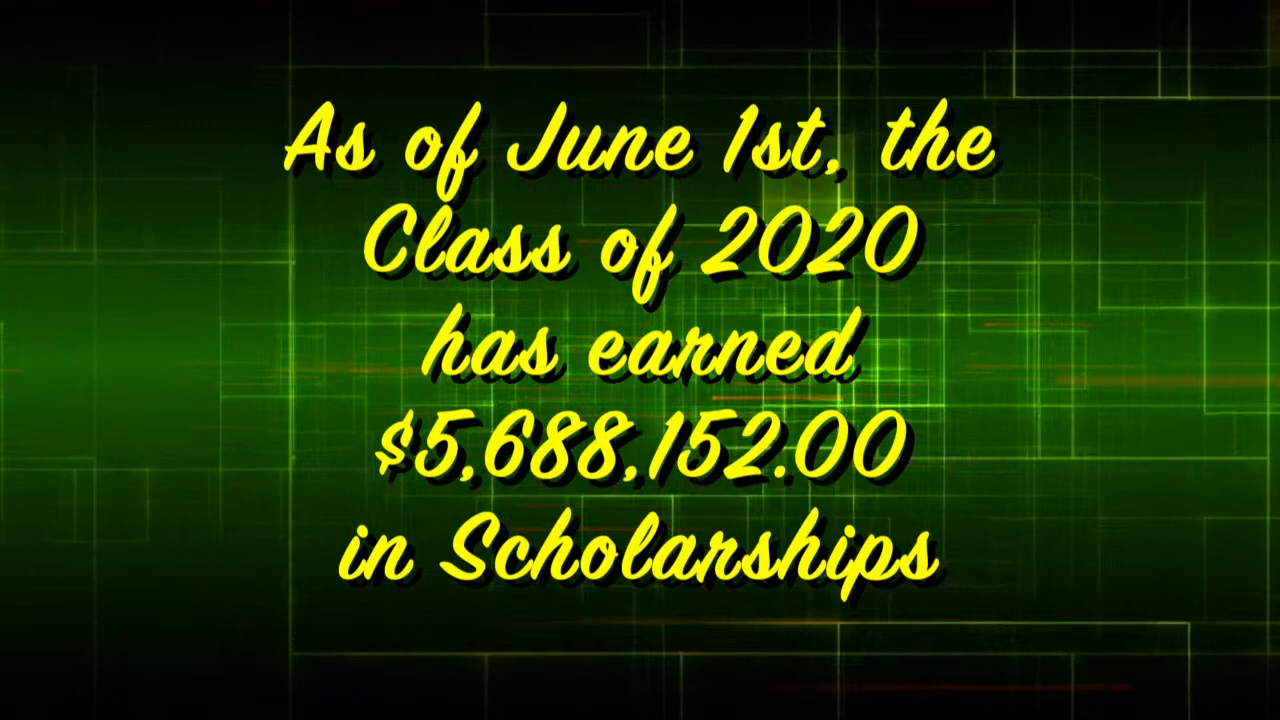 As of June 1st, the
Class of 2020
has earned
$5,688,152.00
in Scholarships